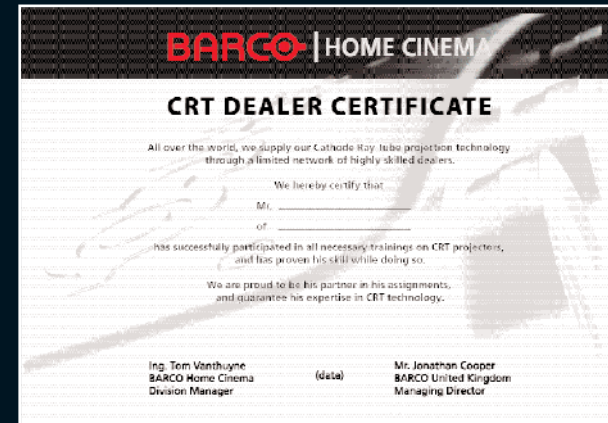 BARCO | HOME CINEMA
CRT DEALER CERTIFICATE
All over the world, we supply our Cathode Ray Tube projection technology
through a limited network of highly skilled dealers.
We hereby certify that
Mr. ____________________
of ____________________
has successfully participated in all necessary trainings on CRT projectors,
and has proven his skill while doing so.
We are proud to be his partner in his assignments,
and guarantee his expertise in CRT technology.
Ing. Tom Vanthuyne
BARCO Home Cinema
Division Manager
(date)
Mr. Jonathan Cooper
BARCO United Kingdom
Managing Director